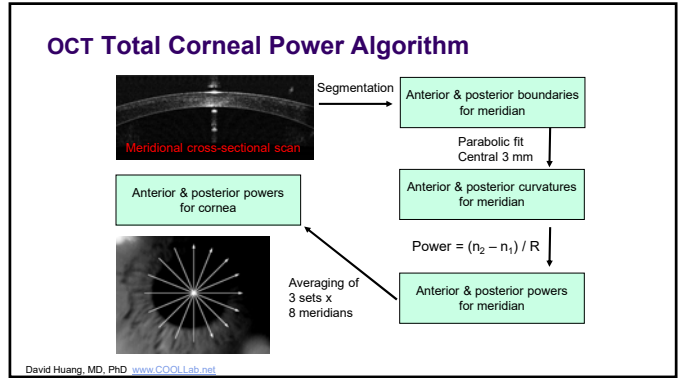 OCT Total Corneal Power Algorithm
Segmentation
Anterior & posterior boundaries
for meridian
Meridional cross-sectional scan
Parabolic fit
Central 3 mm
Anterior & posterior powers
for cornea
Anterior & posterior curvatures
for meridian
Power = (n₂ – n₁) / R
Averaging of
3 sets x
8 meridians
Anterior & posterior powers
for meridian
David Huang, MD, PhD www.COOLLab.net